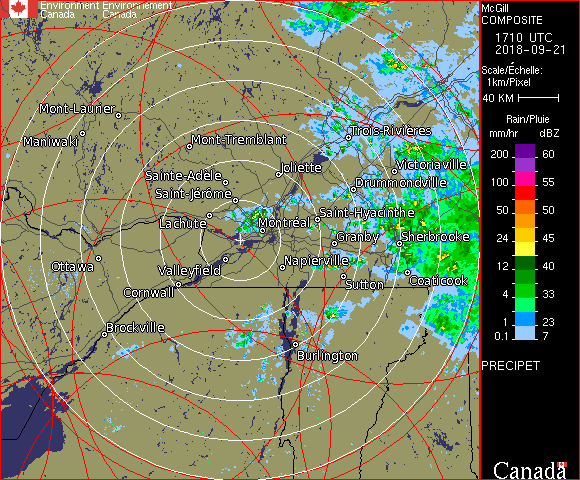 Environment Environnement
Canada Canada
McGill
COMPOSITE
1710 UTC
2018-09-21
Scale/Échelle:
1km/Pixel
40 KM
Rain/Pluie
mm/hr dBZ
200 60
100 55
50 50
24 45
12 40
4 33
1 23
0.1 7
PRECIPET
Canada
Mont-Laurier
Maniwaki
Mont-Tremblant
Trois-Rivières
Sainte-Adèle
Joliette
Victoriaville
Saint-Jérôme
Drummondville
Lachute
Montréal
Saint-Hyacinthe
Granby
Sherbrooke
Ottawa
Valleyfield
Napierville
Cornwall
Sutton
Coaticook
Brockville
Burlington